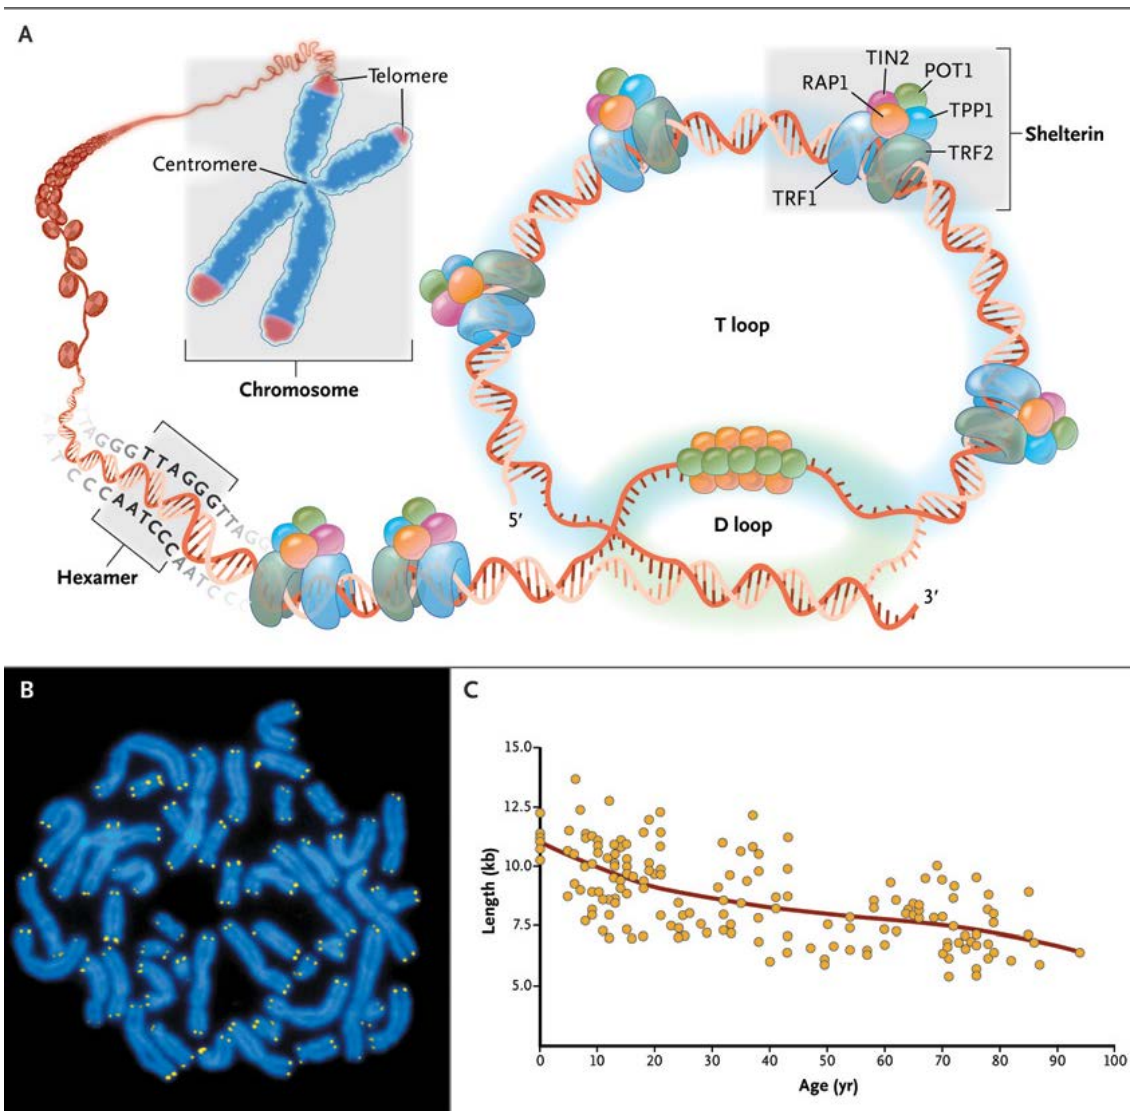 A
Telomere
Centromere
Chromosome
TIN2
POT1
RAP1
TPP1
Shelterin
TRF2
TRF1
T loop
TAGGGTTAGGGTTAGG
AATCCCAATCCCAATCCC
Hexamer
5′
D loop
3′
B
C
15.0
12.5
10.0
7.5
5.0
Length (kb)
0 10 20 30 40 50 60 70 80 90 100
Age (yr)